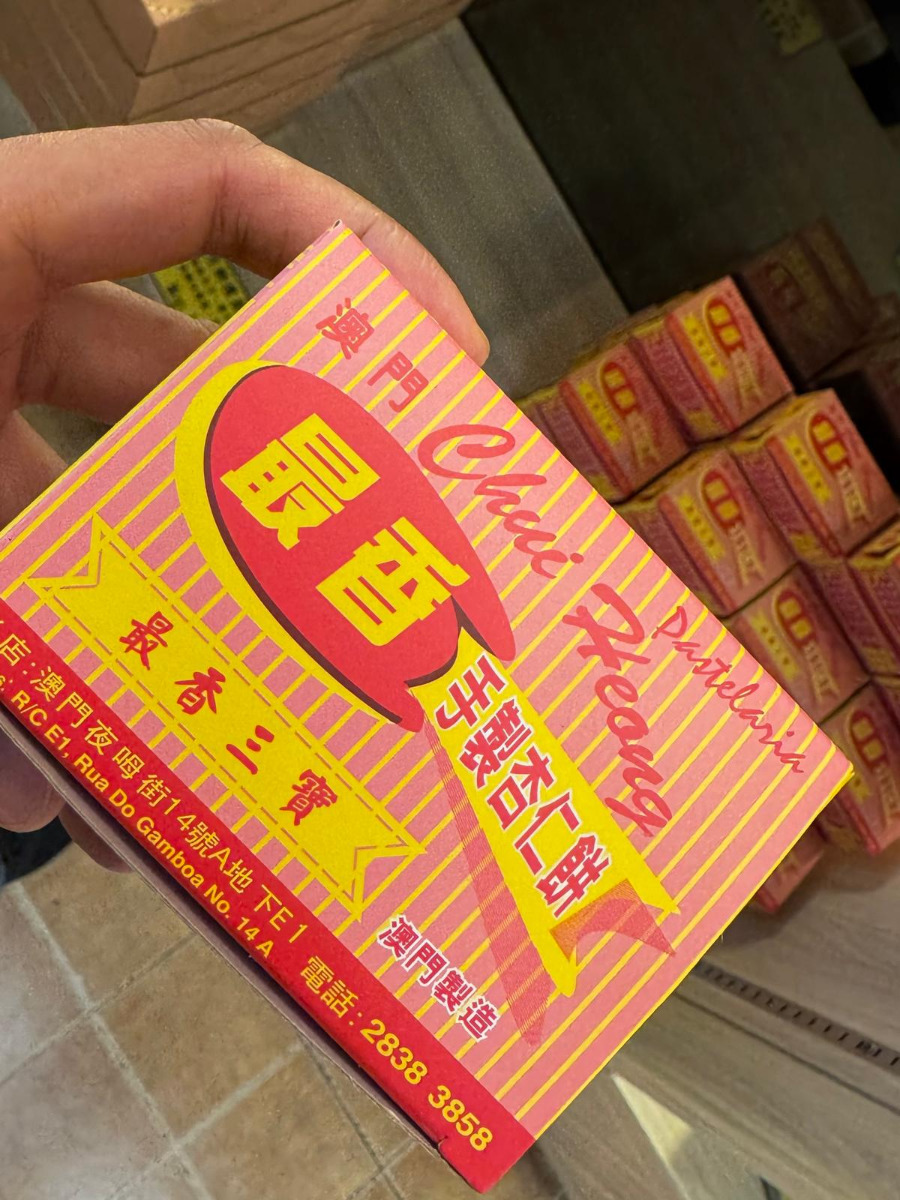 澳門
Chui Heong
Pastelaria
最香
手製杏仁餅
最香三寶
澳門製造
店:澳門夜呣街14號A地下E1 電話:2838 3858
R/C E1, Rua Do Gamboa No. 14 A